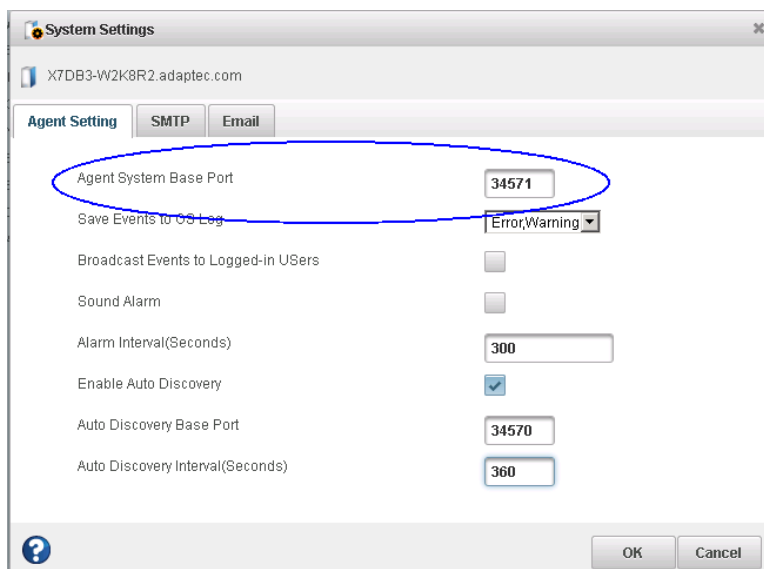 System Settings
X7DB3-W2K8R2.adaptec.com
Agent Setting SMTP Email
Agent System Base Port 34571
Save Events to OS Log Error,Warning
Broadcast Events to Logged-in USers
Sound Alarm
Alarm Interval(Seconds) 300
Enable Auto Discovery
Auto Discovery Base Port 34570
Auto Discovery Interval(Seconds) 360
? OK Cancel